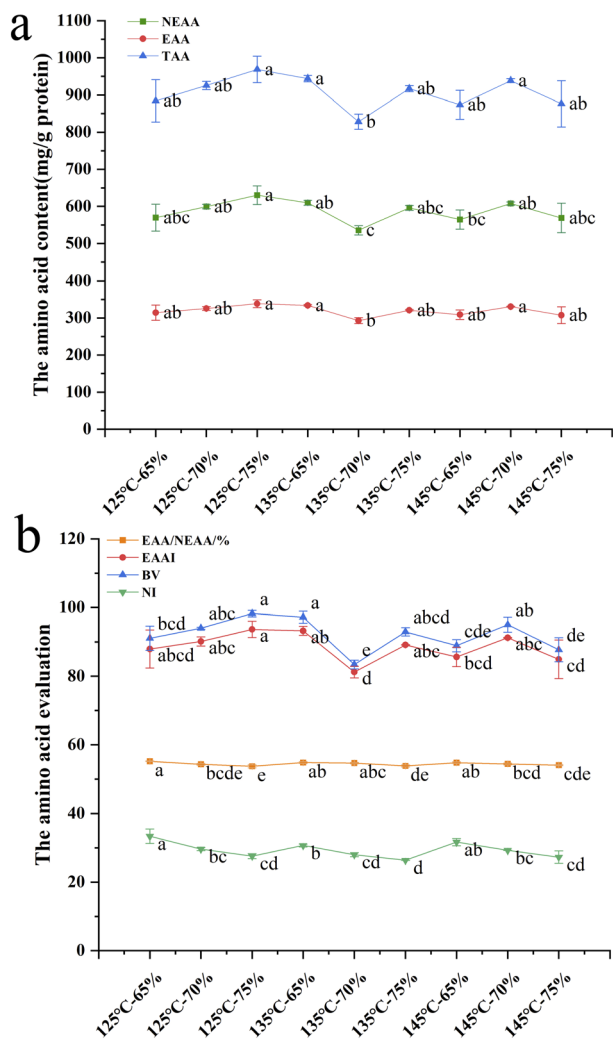 a
NEAA
EAA
TAA
The amino acid content(mg/g protein)
1100
1000
900
800
700
600
500
400
300
200
100
0
ab ab a a b ab ab a ab
abc ab a ab c abc bc ab abc
ab ab a a b ab ab a ab
125°C-65% 125°C-70% 125°C-75% 135°C-65% 135°C-70% 135°C-75% 145°C-65% 145°C-70% 145°C-75%
b
EAA/NEAA/%
EAAI
BV
NI
The amino acid evaluation
120
100
80
60
40
20
0
bcd abc a a e abcd cde ab de
abcd abc a ab d abc bcd abc cd
a bcde e ab abc de ab bcd cde
a bc cd b cd d ab bc cd
125°C-65% 125°C-70% 125°C-75% 135°C-65% 135°C-70% 135°C-75% 145°C-65% 145°C-70% 145°C-75%